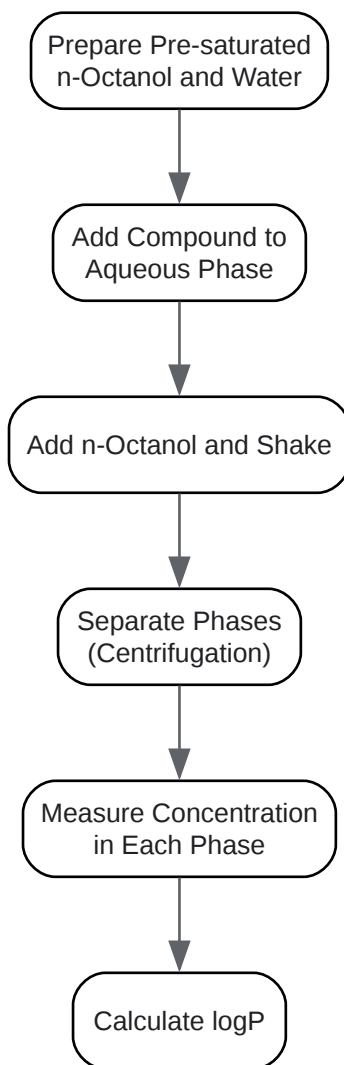 Prepare Pre-saturated
n-Octanol and Water
Add Compound to
Aqueous Phase
Add n-Octanol and Shake
Separate Phases
(Centrifugation)
Measure Concentration
in Each Phase
Calculate logP